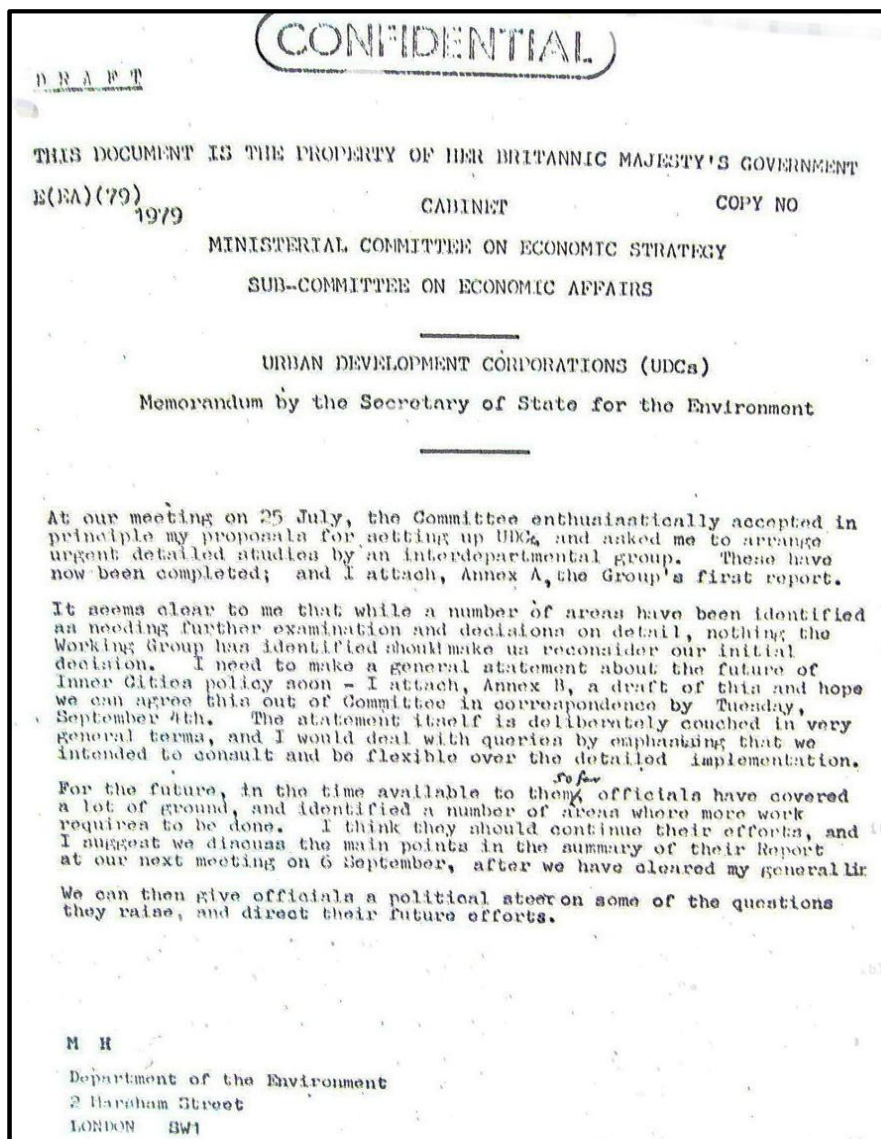 CONFIDENTIAL
DRAFT
THIS DOCUMENT IS THE PROPERTY OF HER BRITANNIC MAJESTY'S GOVERNMENT
E(EA)(79) CABINET COPY NO
1979
MINISTERIAL COMMITTEE ON ECONOMIC STRATEGY
SUB-COMMITTEE ON ECONOMIC AFFAIRS
URBAN DEVELOPMENT CORPORATIONS (UDCs)
Memorandum by the Secretary of State for the Environment
At our meeting on 25 July, the Committee enthusiastically accepted in
principle my proposals for setting up UDCs, and asked me to arrange
urgent detailed studies by an interdepartmental group. These have
now been completed; and I attach, Annex A, the Group's first report.
It seems clear to me that while a number of areas have been identified
as needing further examination and decisions on detail, nothing the
Working Group has identified should make us reconsider our initial
decision. I need to make a general statement about the future of
Inner Cities policy soon - I attach, Annex B, a draft of this and hope
we can agree this out of Committee in correspondence by Tuesday,
September 4th. The statement itself is deliberately couched in very
general terms, and I would deal with queries by emphasising that we
intended to consult and be flexible over the detailed implementation.
so far
For the future, in the time available to them, officials have covered
a lot of ground, and identified a number of areas where more work
requires to be done. I think they should continue their efforts, and
I suggest we discuss the main points in the summary of their Report
at our next meeting on 6 September, after we have cleared my general lin
We can then give officials a political steer on some of the questions
they raise, and direct their future efforts.
M H
Department of the Environment
2 Marsham Street
LONDON SW1